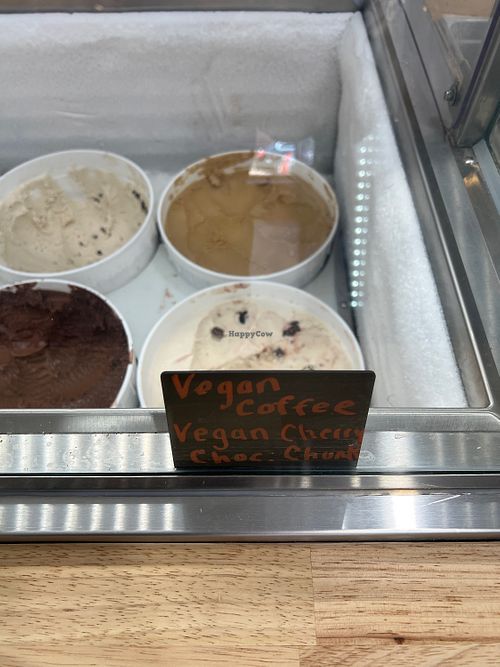 HappyCow
Vegan
Coffee
Vegan Cherry
Choc. Chunk